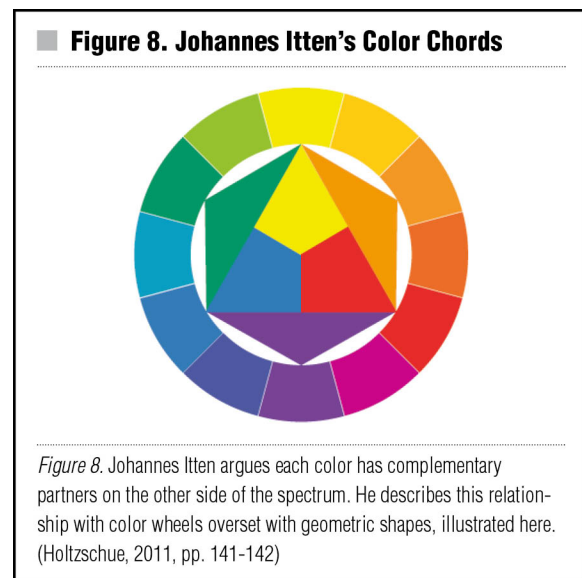 Figure 8. Johannes Itten's Color Chords
Figure 8. Johannes Itten argues each color has complementary
partners on the other side of the spectrum. He describes this relation-
ship with color wheels overset with geometric shapes, illustrated here.
(Holtzschue, 2011, pp. 141-142)